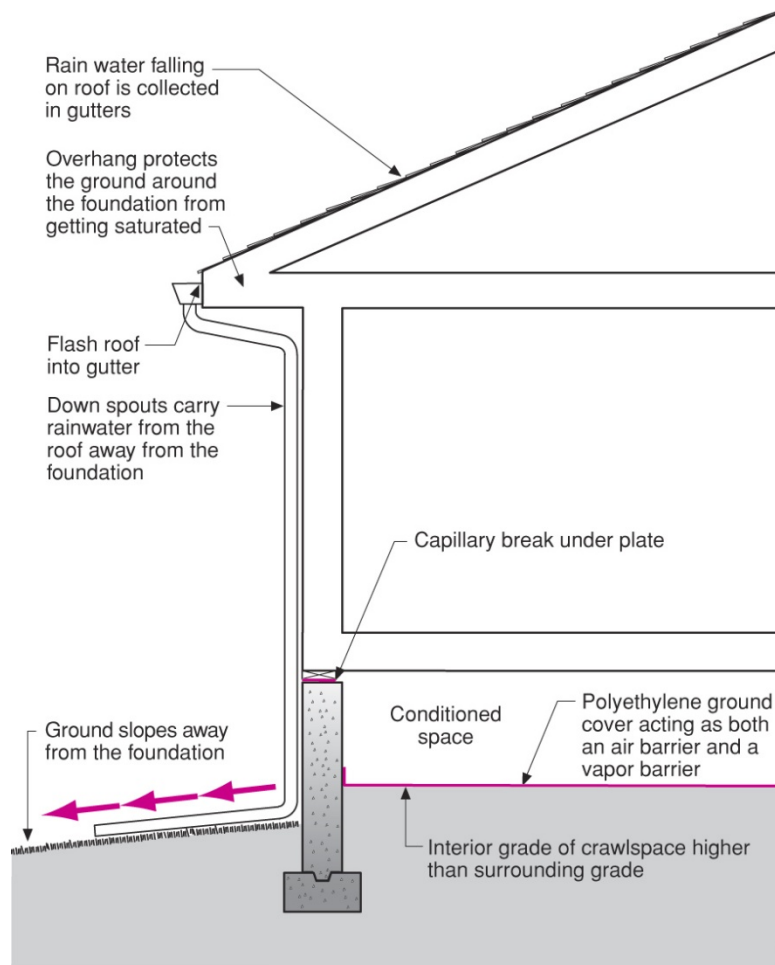 Rain water falling
on roof is collected
in gutters
Overhang protects
the ground around
the foundation from
getting saturated
Flash roof
into gutter
Down spouts carry
rainwater from the
roof away from the
foundation
Capillary break under plate
Ground slopes away
from the foundation
Conditioned
space
Polyethylene ground
cover acting as both
an air barrier and a
vapor barrier
Interior grade of crawlspace higher
than surrounding grade